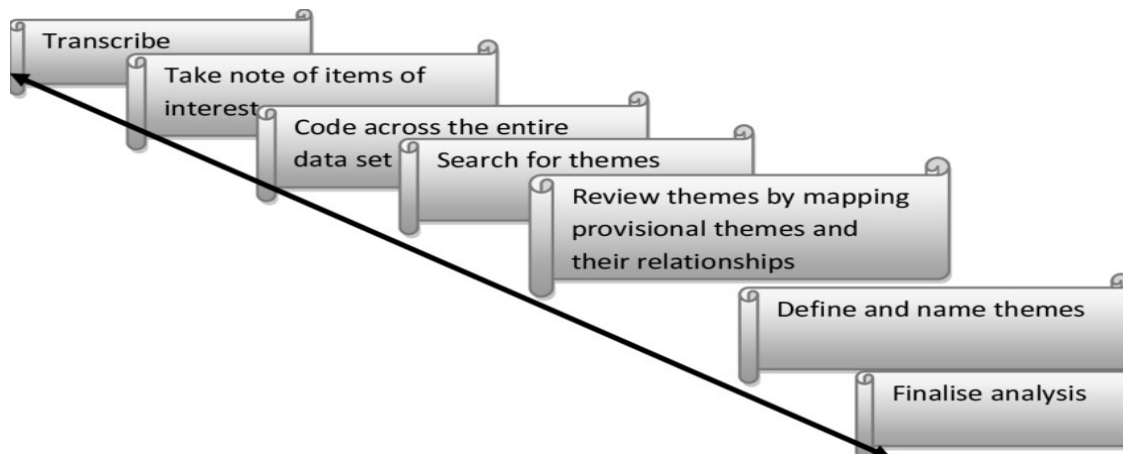 Transcribe
Take note of items of
interest
Code across the entire
data set
Search for themes
Review themes by mapping
provisional themes and
their relationships
Define and name themes
Finalise analysis